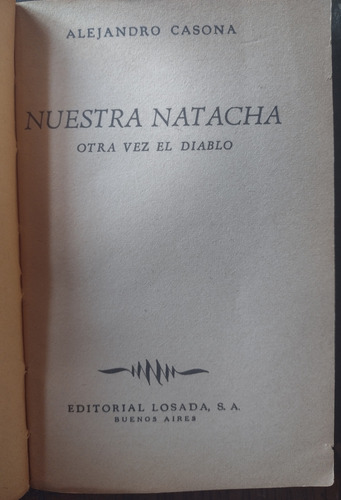 ALEJANDRO CASONA
NUESTRA NATACHA
OTRA VEZ EL DIABLO
EDITORIAL LOSADA, S. A.
BUENOS AIRES